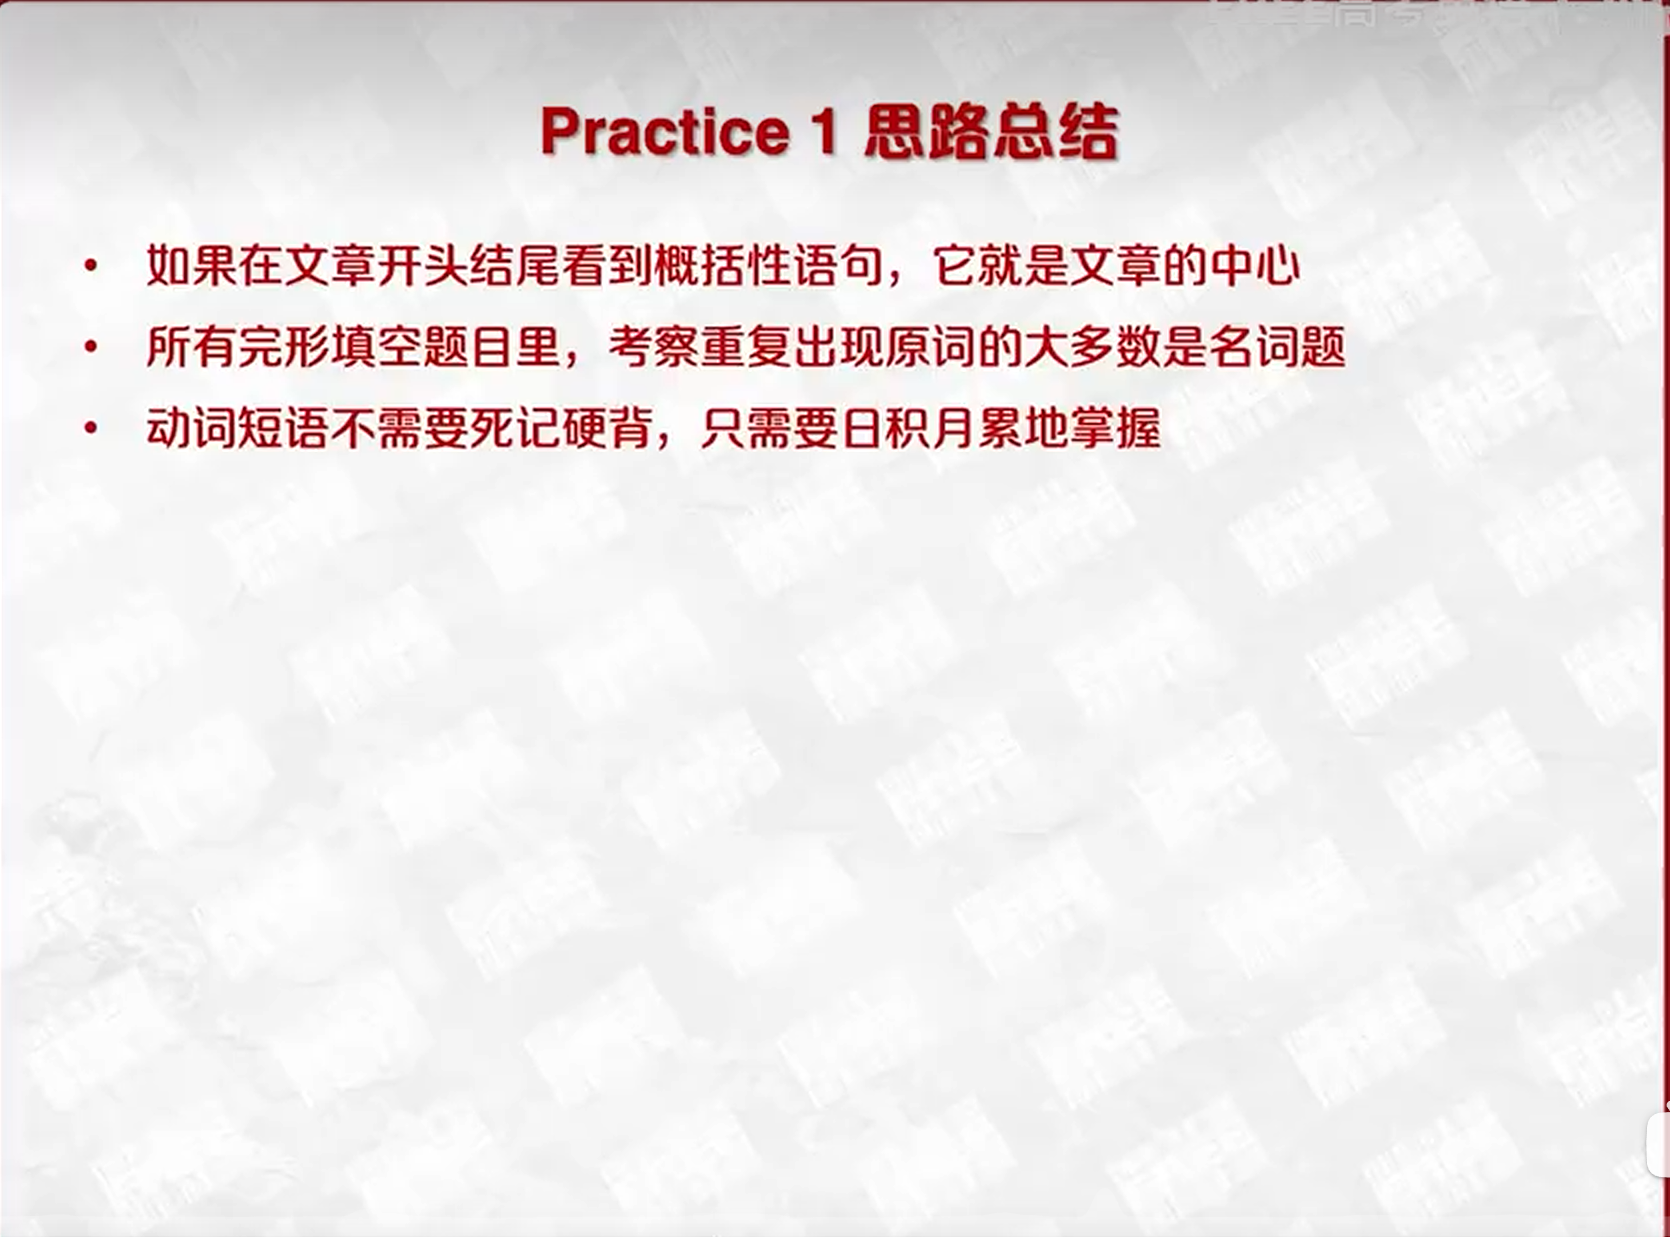 Practice 1 思路总结
• 如果在文章开头结尾看到概括性语句，它就是文章的中心
• 所有完形填空题目里，考察重复出现原词的大多数是名词题
• 动词短语不需要死记硬背，只需要日积月累地掌握